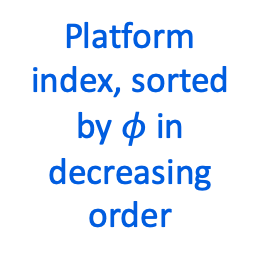 Platform
index, sorted
by ϕ in
decreasing
order